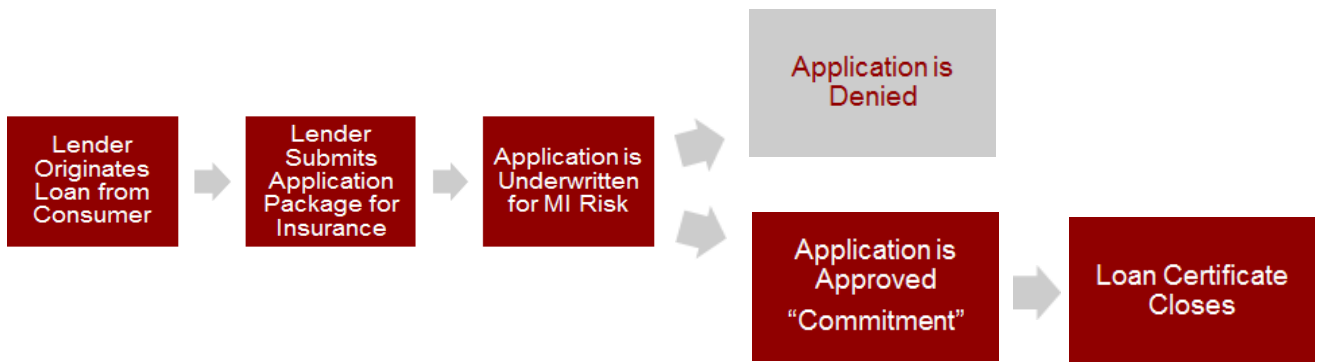 Lender
Originates
Loan from
Consumer
Lender
Submits
Application
Package for
Insurance
Application is
Underwritten
for MI Risk
Application is
Denied
Application is
Approved
“Commitment”
Loan Certificate
Closes